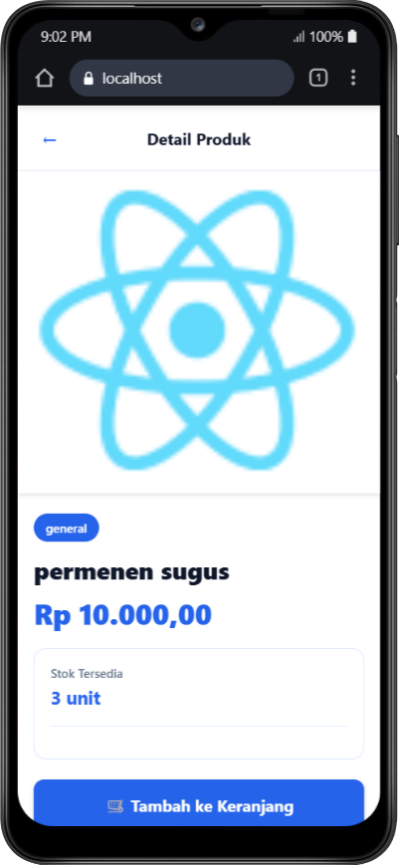 9:02 PM 100%
localhost 1
← Detail Produk
general
permenen sugus
Rp 10.000,00
Stok Tersedia
3 unit
🛒 Tambah ke Keranjang